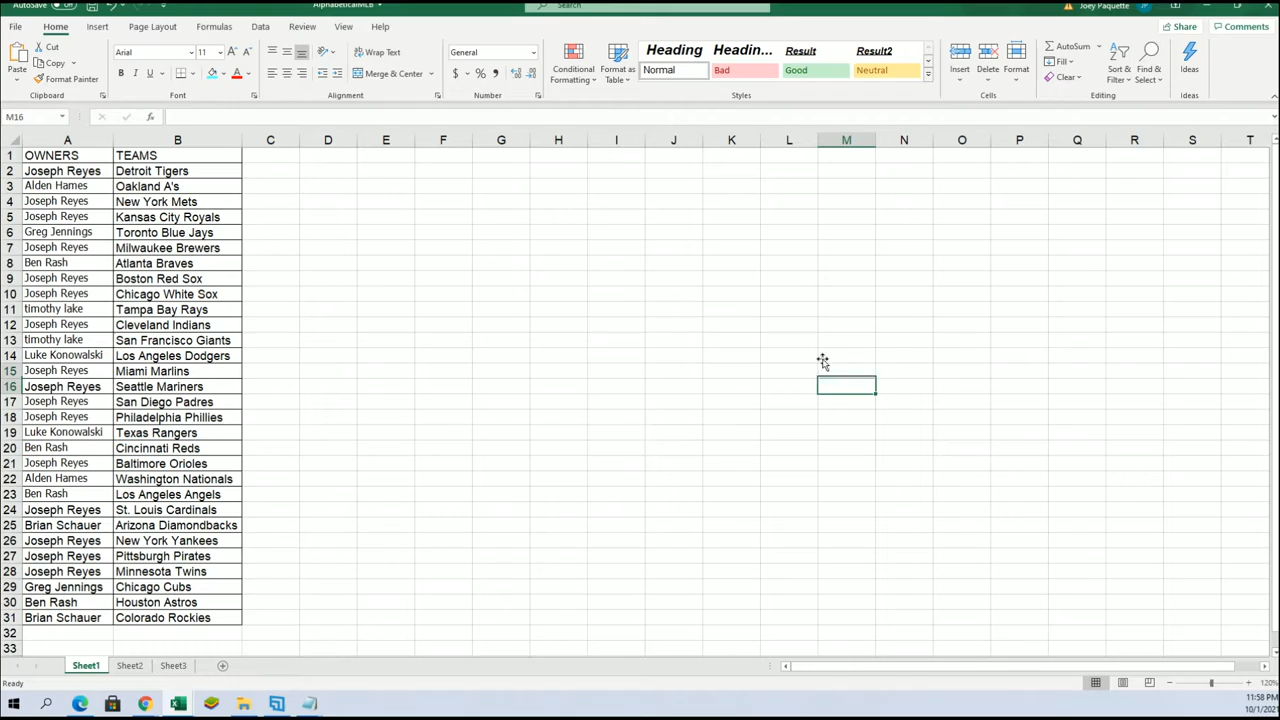 AutoSave AlphabeticalMLB Search Joey Paquette
File Home Insert Page Layout Formulas Data Review View Help Share Comments
Paste Cut Copy Format Painter Clipboard
Arial 11 Font
Wrap Text Merge & Center Alignment
General $ % Number
Conditional Formatting Format as Table
Heading Headin... Result Result2
Normal Bad Good Neutral Styles
Insert Delete Format Cells
AutoSum Fill Clear Sort & Filter Find & Select Editing
Ideas Ideas
M16 fx
A B C D E F G H I J K L M N O P Q R S T
1 OWNERS TEAMS
2 Joseph Reyes Detroit Tigers
3 Alden Hames Oakland A's
4 Joseph Reyes New York Mets
5 Joseph Reyes Kansas City Royals
6 Greg Jennings Toronto Blue Jays
7 Joseph Reyes Milwaukee Brewers
8 Ben Rash Atlanta Braves
9 Joseph Reyes Boston Red Sox
10 Joseph Reyes Chicago White Sox
11 timothy lake Tampa Bay Rays
12 Joseph Reyes Cleveland Indians
13 timothy lake San Francisco Giants
14 Luke Konowalski Los Angeles Dodgers
15 Joseph Reyes Miami Marlins
16 Joseph Reyes Seattle Mariners
17 Joseph Reyes San Diego Padres
18 Joseph Reyes Philadelphia Phillies
19 Luke Konowalski Texas Rangers
20 Ben Rash Cincinnati Reds
21 Joseph Reyes Baltimore Orioles
22 Alden Hames Washington Nationals
23 Ben Rash Los Angeles Angels
24 Joseph Reyes St. Louis Cardinals
25 Brian Schauer Arizona Diamondbacks
26 Joseph Reyes New York Yankees
27 Joseph Reyes Pittsburgh Pirates
28 Joseph Reyes Minnesota Twins
29 Greg Jennings Chicago Cubs
30 Ben Rash Houston Astros
31 Brian Schauer Colorado Rockies
32
33
Sheet1 Sheet2 Sheet3
Ready 120%
11:58 PM
10/1/2021